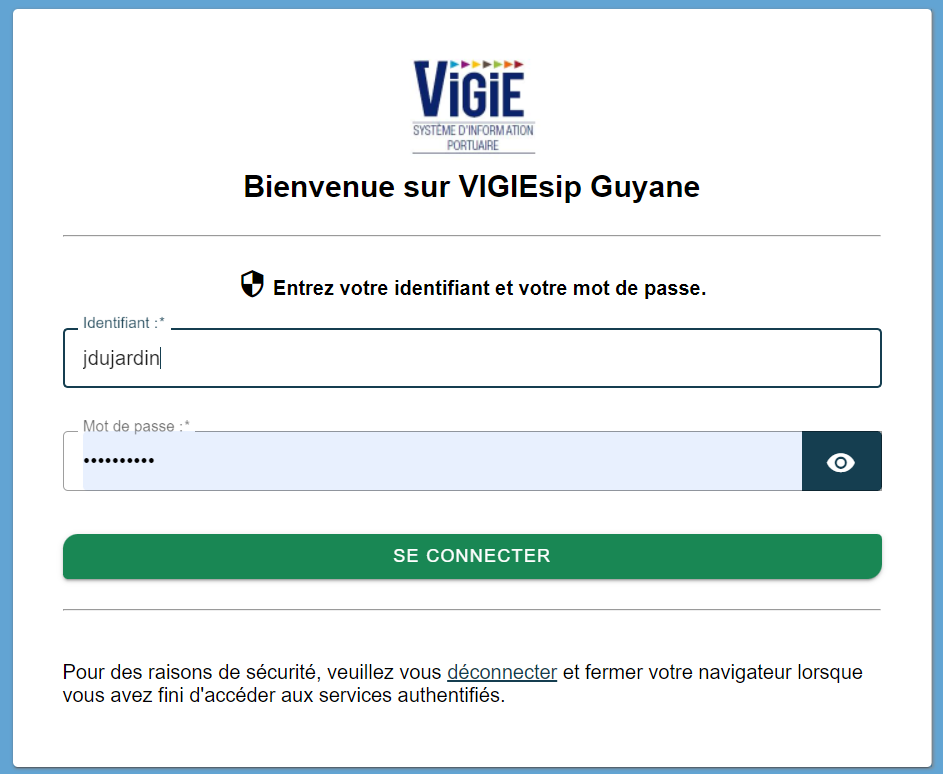 VIGIE
SYSTÈME D'INFORMATION
PORTUAIRE
Bienvenue sur VIGIEsip Guyane
Entrez votre identifiant et votre mot de passe.
Identifiant :*
jdujardin
Mot de passe :*
••••••••••
SE CONNECTER
Pour des raisons de sécurité, veuillez vous déconnecter et fermer votre navigateur lorsque
vous avez fini d'accéder aux services authentifiés.